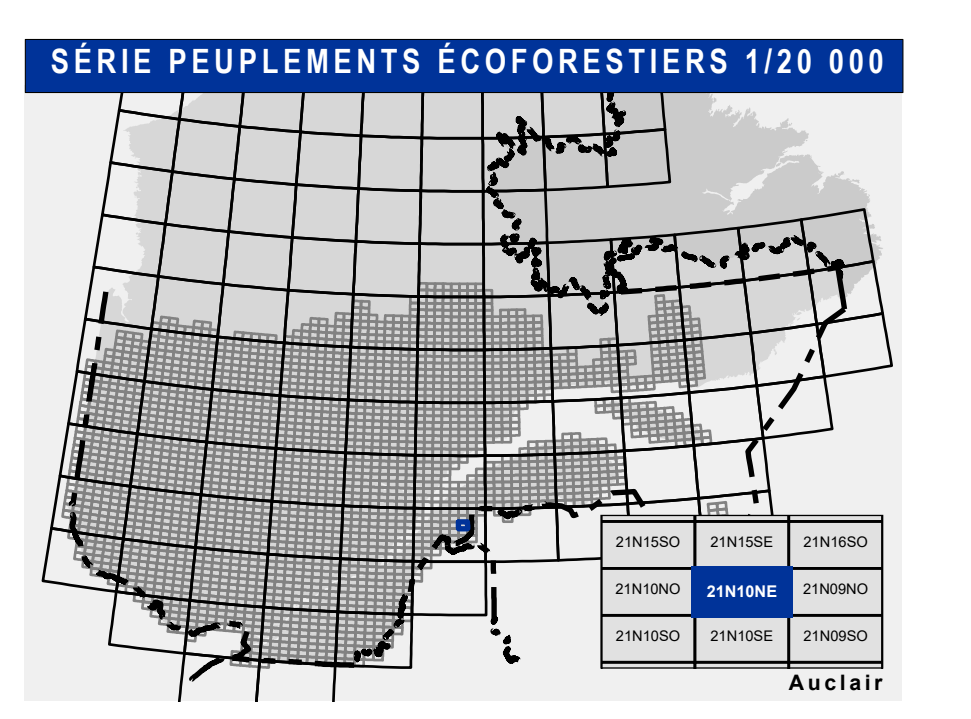 SÉRIE PEUPLEMENTS ÉCOFORESTIERS 1/20 000
21N15SO 21N15SE 21N16SO
21N10NO 21N10NE 21N09NO
21N10SO 21N10SE 21N09SO
Auclair